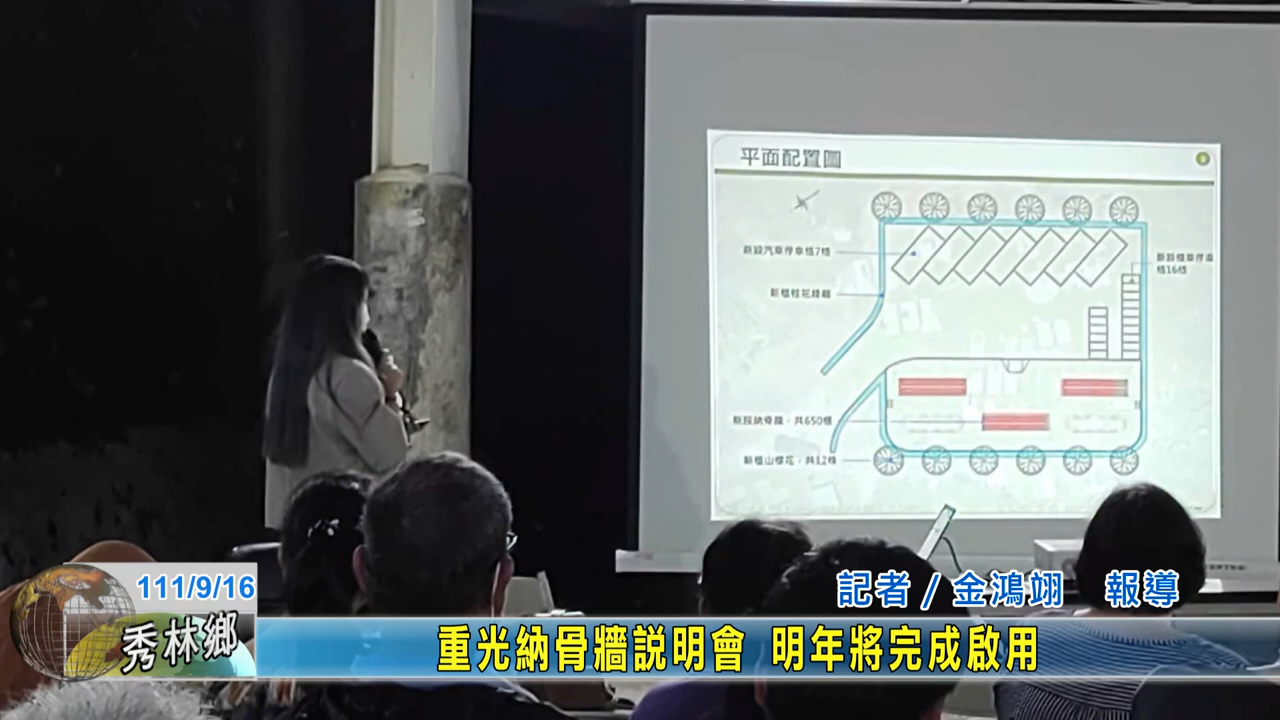 平面配置圖
新設汽車停車格7格
新設機車停車
格16格
新植桂花綠籬
新設納骨牆，共650個
新植山櫻花，共12株
111/9/16
記者/金鴻翊 報導
秀林鄉
重光納骨牆説明會 明年將完成啟用